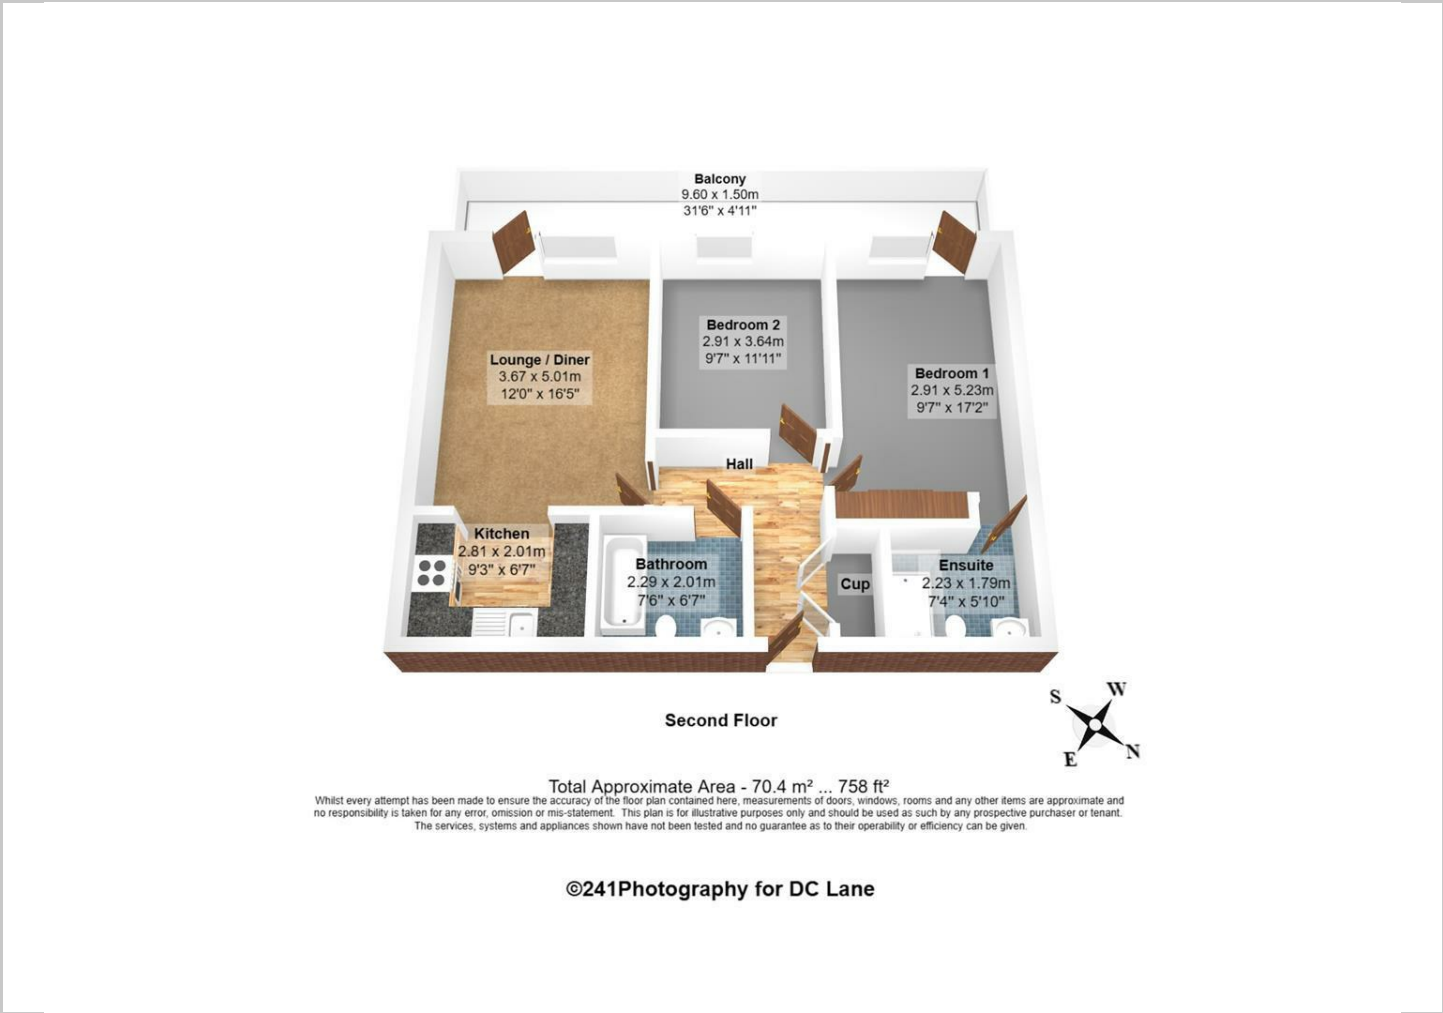 Balcony
9.60 x 1.50m
31'6" x 4'11"
Bedroom 2
2.91 x 3.64m
9'7" x 11'11"
Lounge / Diner
3.67 x 5.01m
12'0" x 16'5"
Bedroom 1
2.91 x 5.23m
9'7" x 17'2"
Hall
Kitchen
2.81 x 2.01m
9'3" x 6'7"
Bathroom
2.29 x 2.01m
7'6" x 6'7"
Cup
Ensuite
2.23 x 1.79m
7'4" x 5'10"
S
W
E
N
Second Floor
Total Approximate Area - 70.4 m² ... 758 ft²
Whilst every attempt has been made to ensure the accuracy of the floor plan contained here, measurements of doors, windows, rooms and any other items are approximate and
no responsibility is taken for any error, omission or mis-statement. This plan is for illustrative purposes only and should be used as such by any prospective purchaser or tenant.
The services, systems and appliances shown have not been tested and no guarantee as to their operability or efficiency can be given.
©241Photography for DC Lane